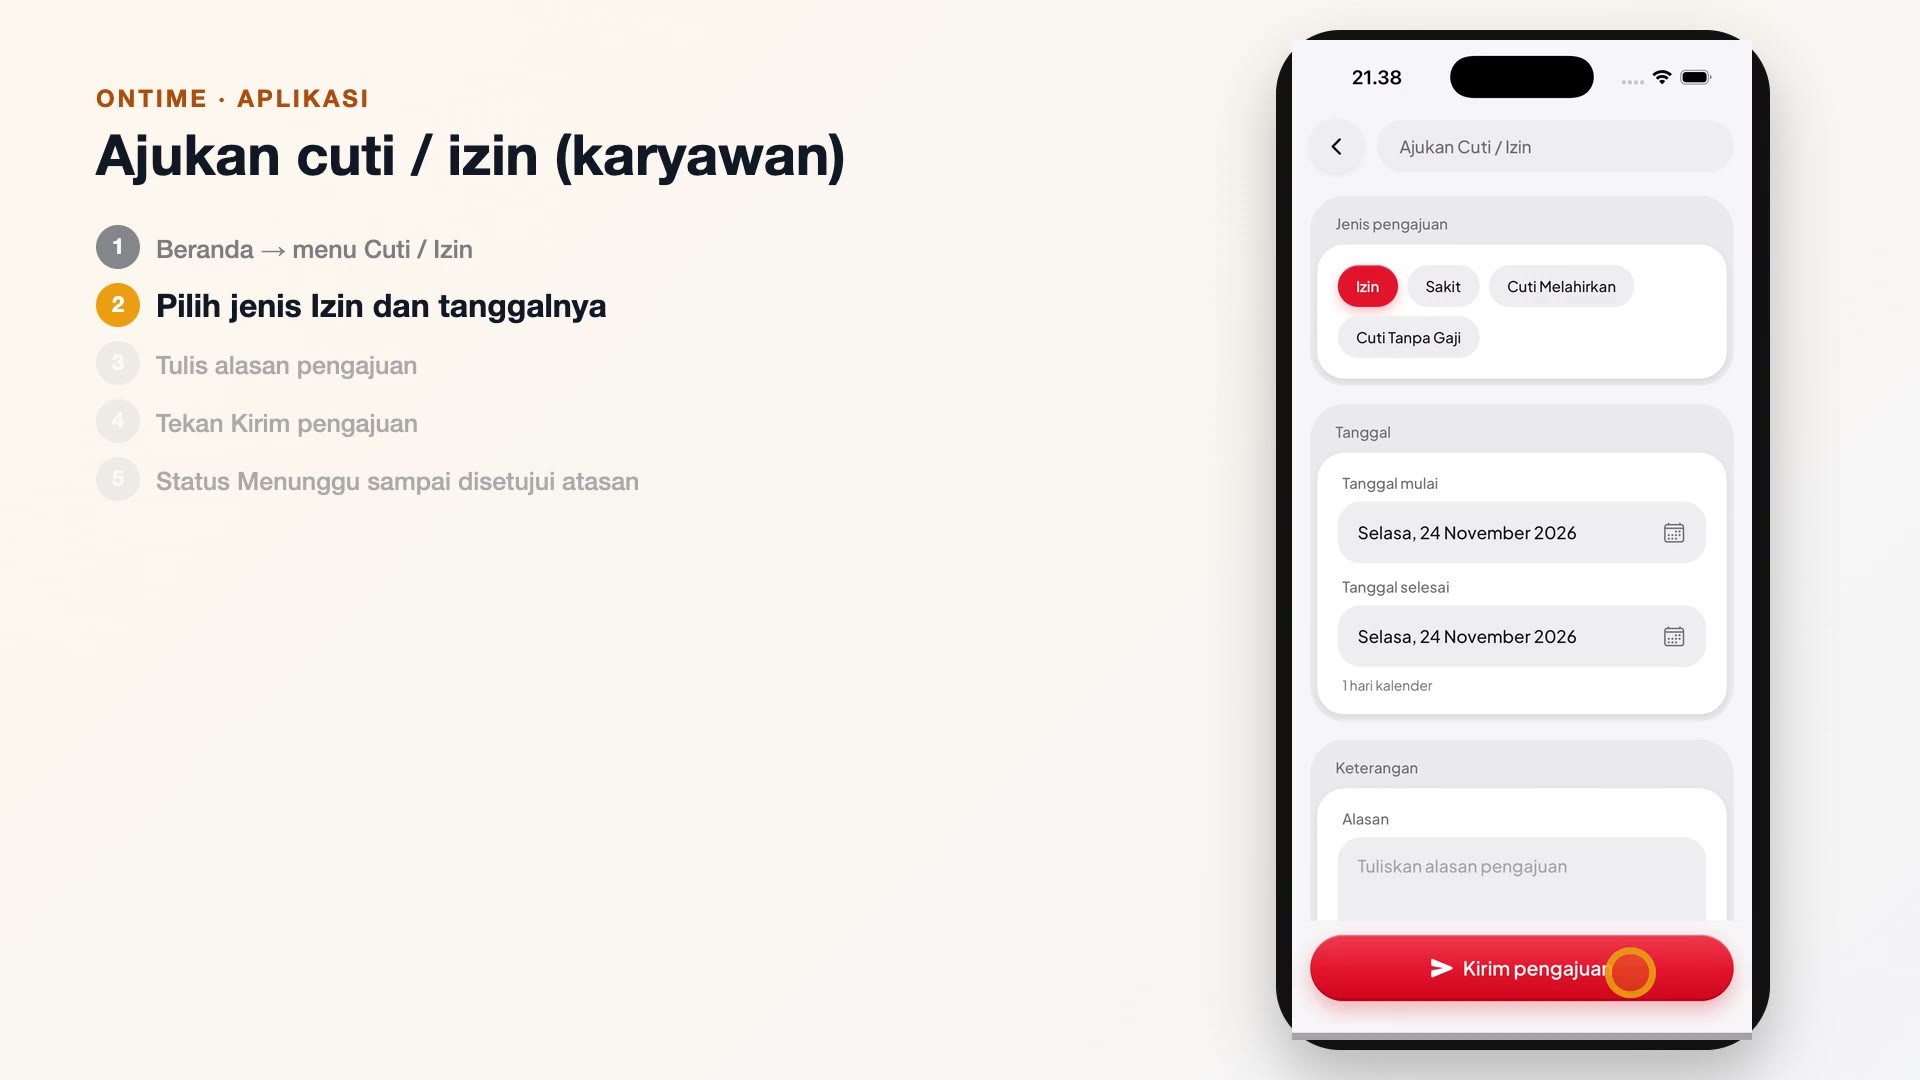 ONTIME · APLIKASI
Ajukan cuti / izin (karyawan)
1 Beranda → menu Cuti / Izin
2 Pilih jenis Izin dan tanggalnya
3 Tulis alasan pengajuan
4 Tekan Kirim pengajuan
5 Status Menunggu sampai disetujui atasan
21.38
Ajukan Cuti / Izin
Jenis pengajuan
Izin Sakit Cuti Melahirkan
Cuti Tanpa Gaji
Tanggal
Tanggal mulai
Selasa, 24 November 2026
Tanggal selesai
Selasa, 24 November 2026
1 hari kalender
Keterangan
Alasan
Tuliskan alasan pengajuan
Kirim pengajuan